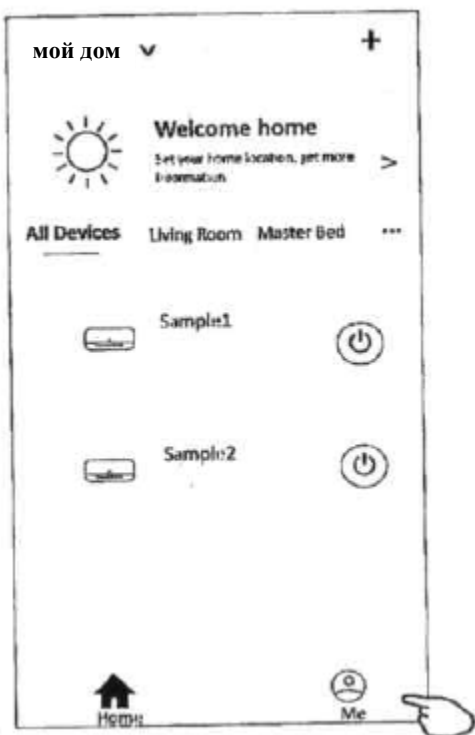 мой дом
+
Welcome home
Set your home location, get more
information
>
All Devices Living Room Master Bed ...
Sample1
Sample2
Home Me